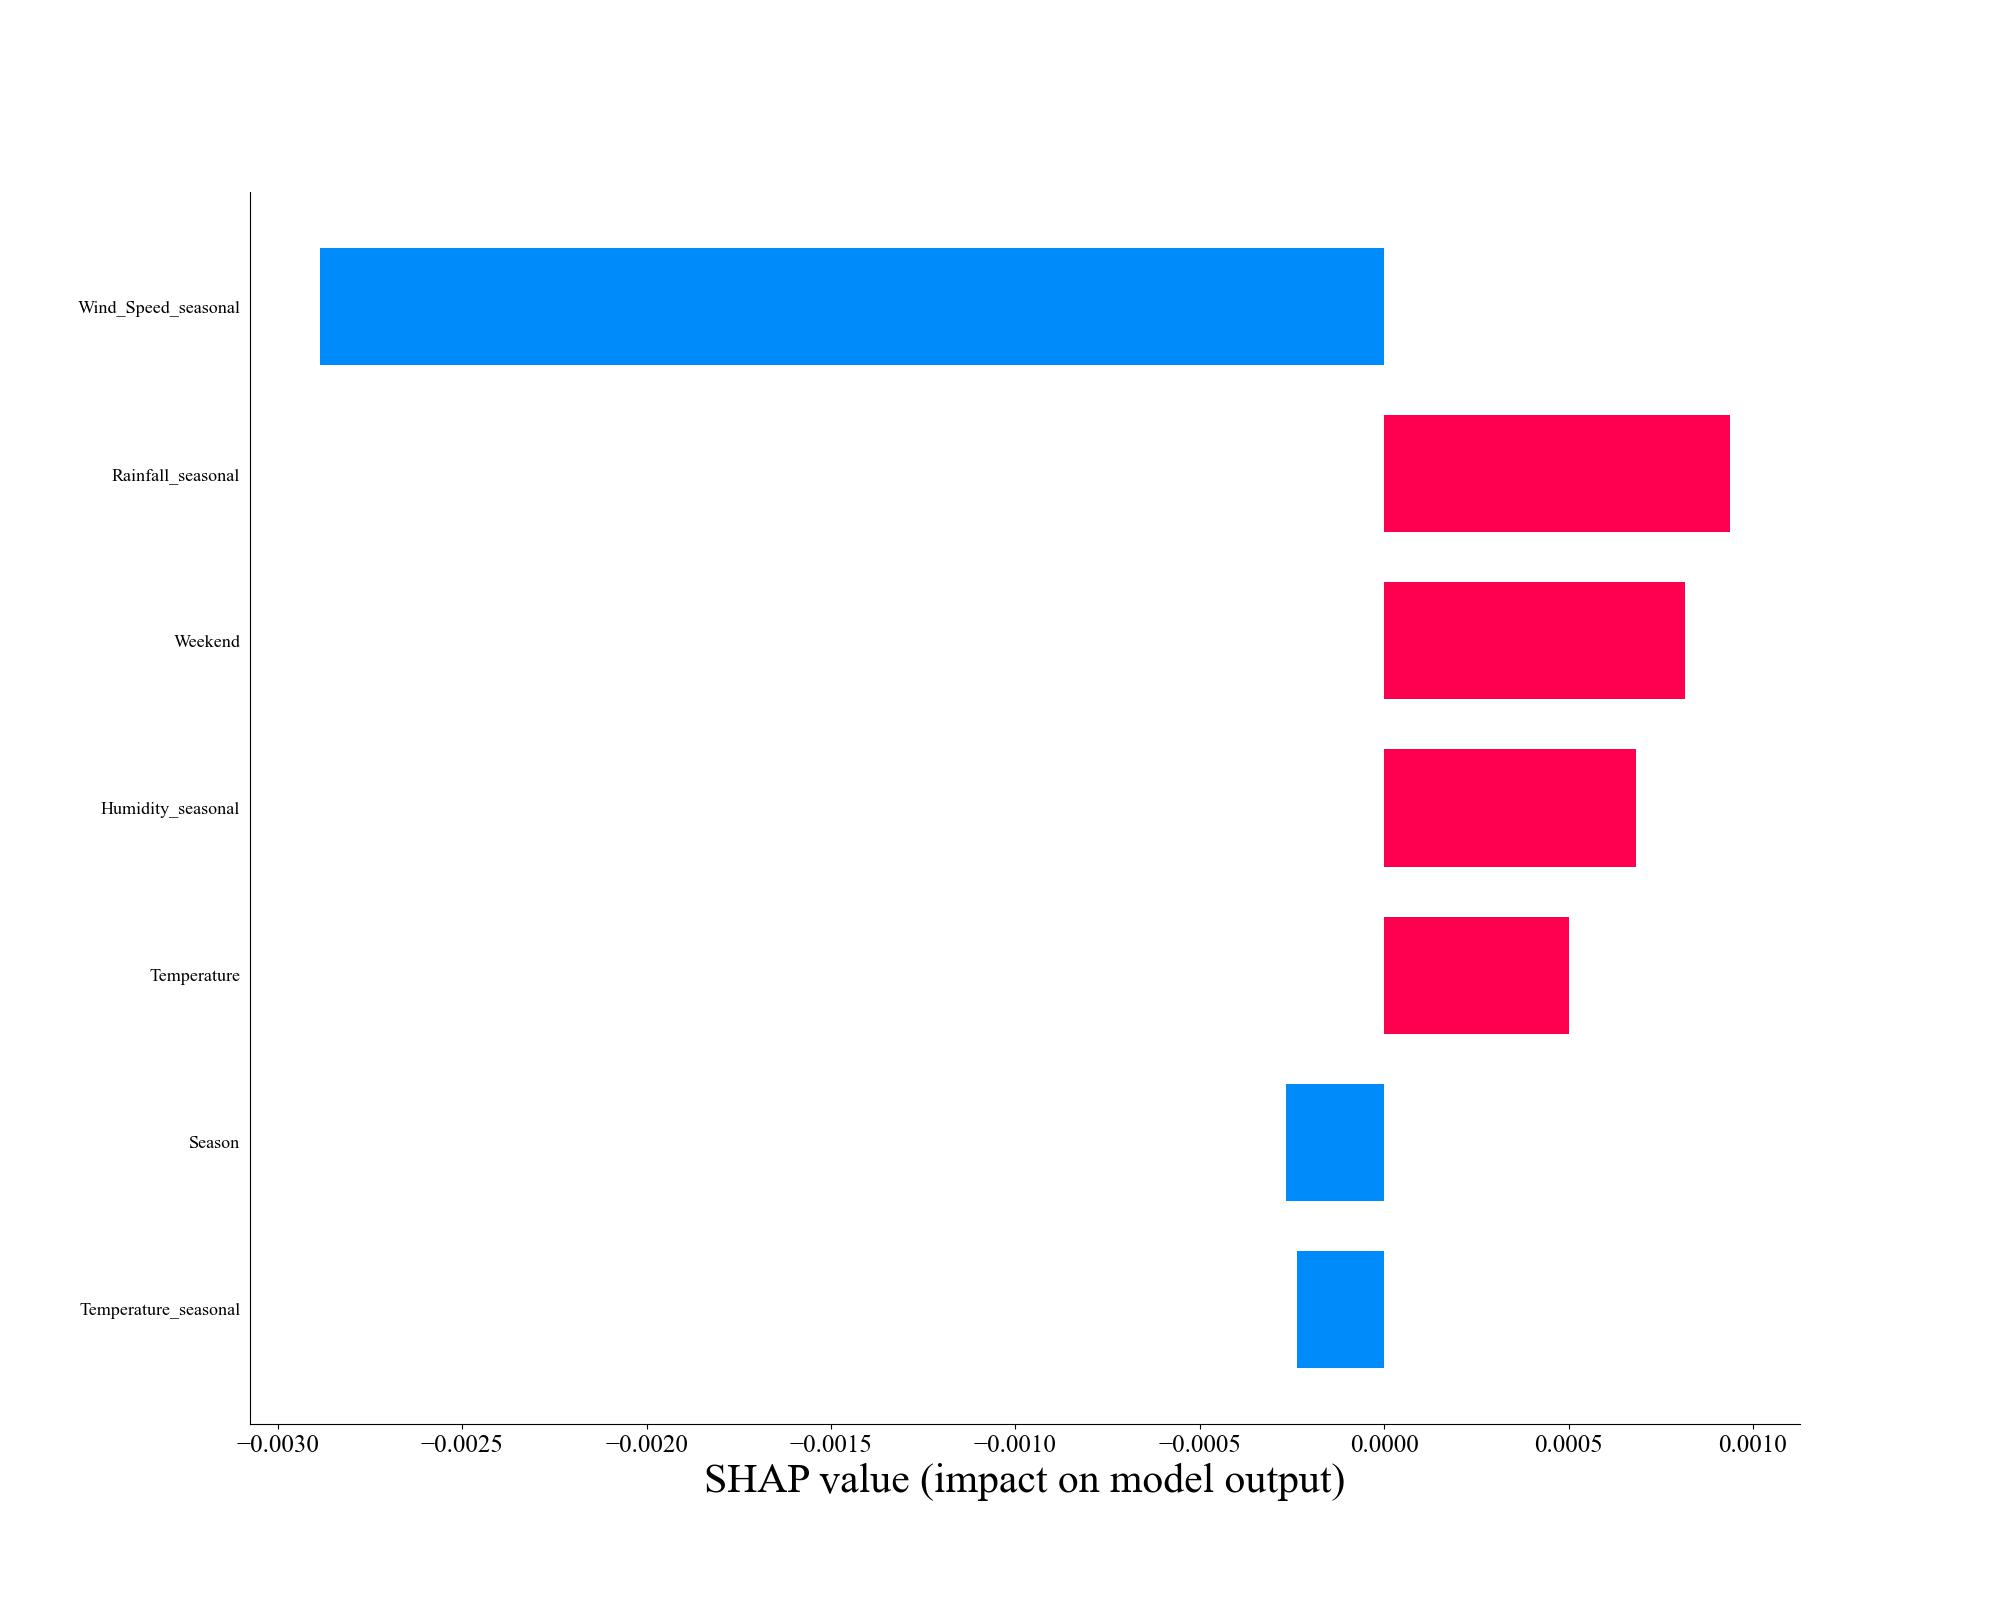 Wind_Speed_seasonal
Rainfall_seasonal
Weekend
Humidity_seasonal
Temperature
Season
Temperature_seasonal
−0.0030 −0.0025 −0.0020 −0.0015 −0.0010 −0.0005 0.0000 0.0005 0.0010
SHAP value (impact on model output)